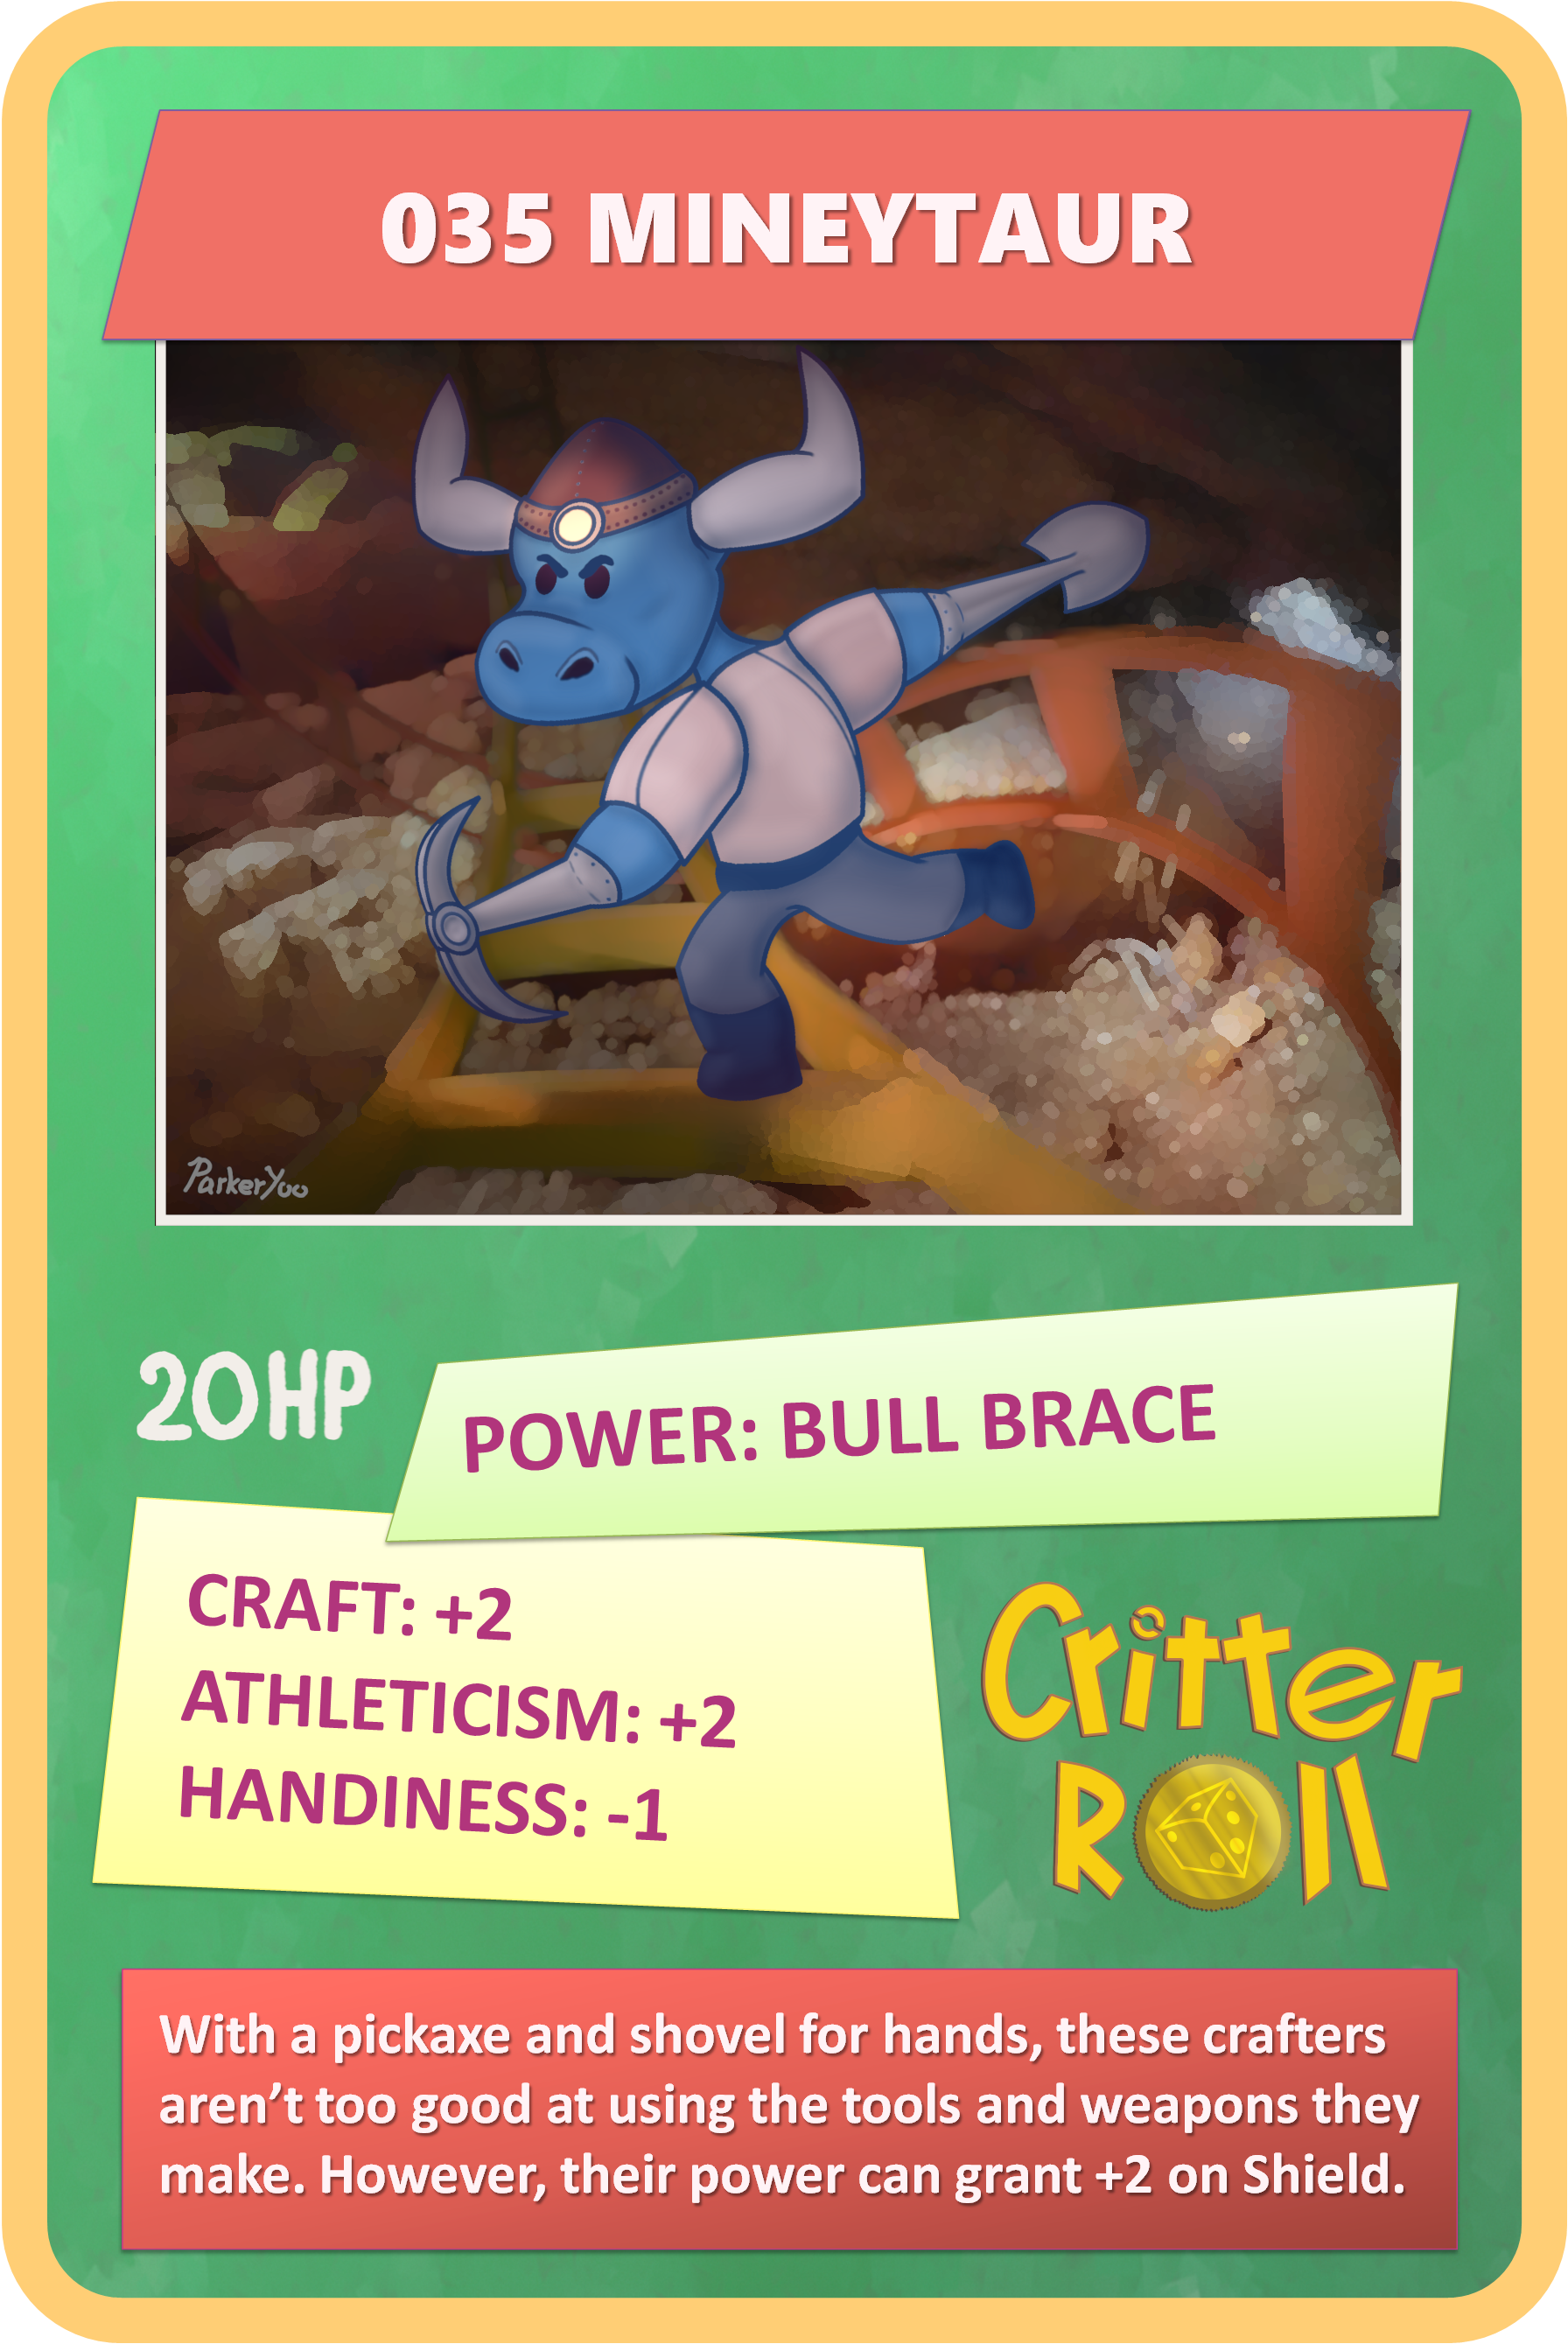 035 MINEYTAUR
ParkerYoo
20HP
POWER: BULL BRACE
CRAFT: +2
ATHLETICISM: +2
HANDINESS: -1
Critter
Roll
With a pickaxe and shovel for hands, these crafters
aren’t too good at using the tools and weapons they
make. However, their power can grant +2 on Shield.